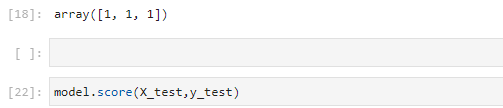 [18]: array([1, 1, 1])
[ ]:
[22]: model.score(X_test,y_test)